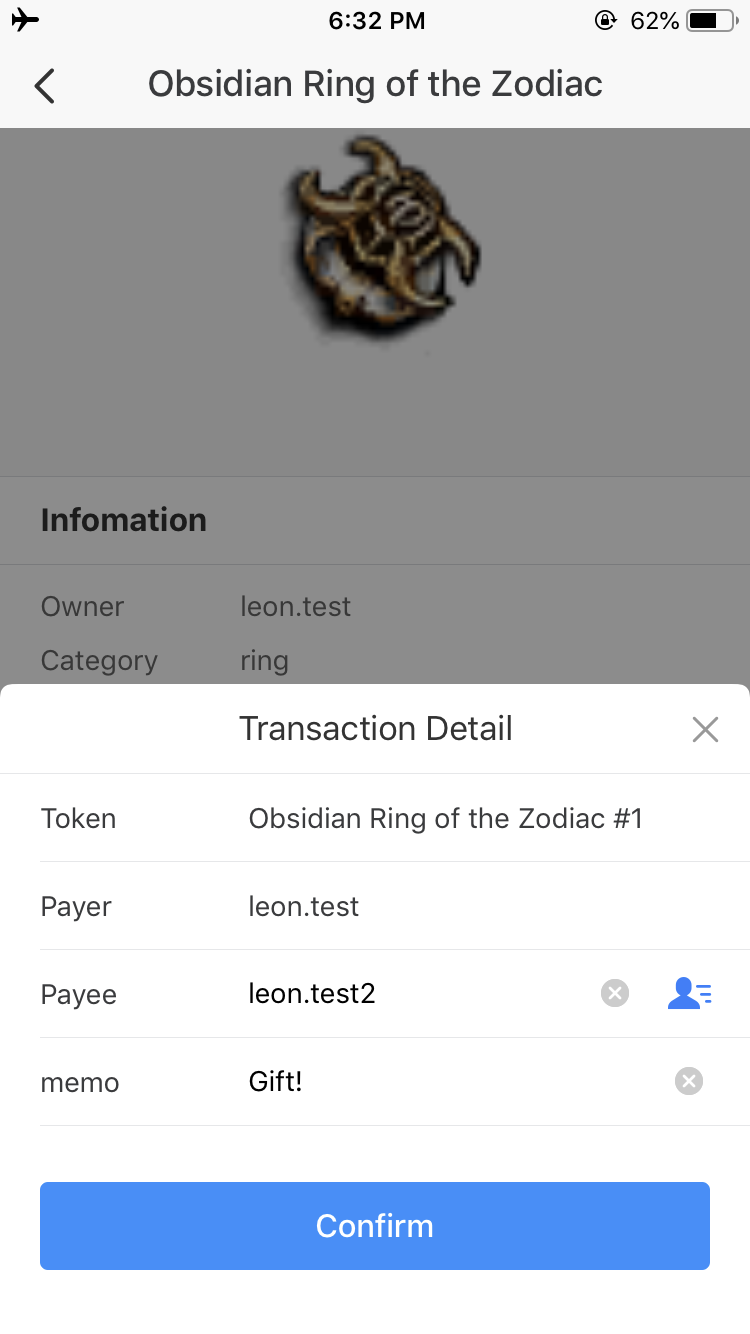 6:32 PM
62%
Obsidian Ring of the Zodiac
Infomation
Owner leon.test
Category ring
Transaction Detail
Token Obsidian Ring of the Zodiac #1
Payer leon.test
Payee leon.test2
memo Gift!
Confirm